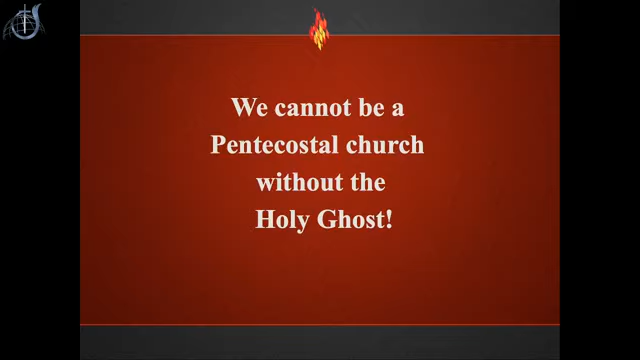 We cannot be a
Pentecostal church
without the
Holy Ghost!